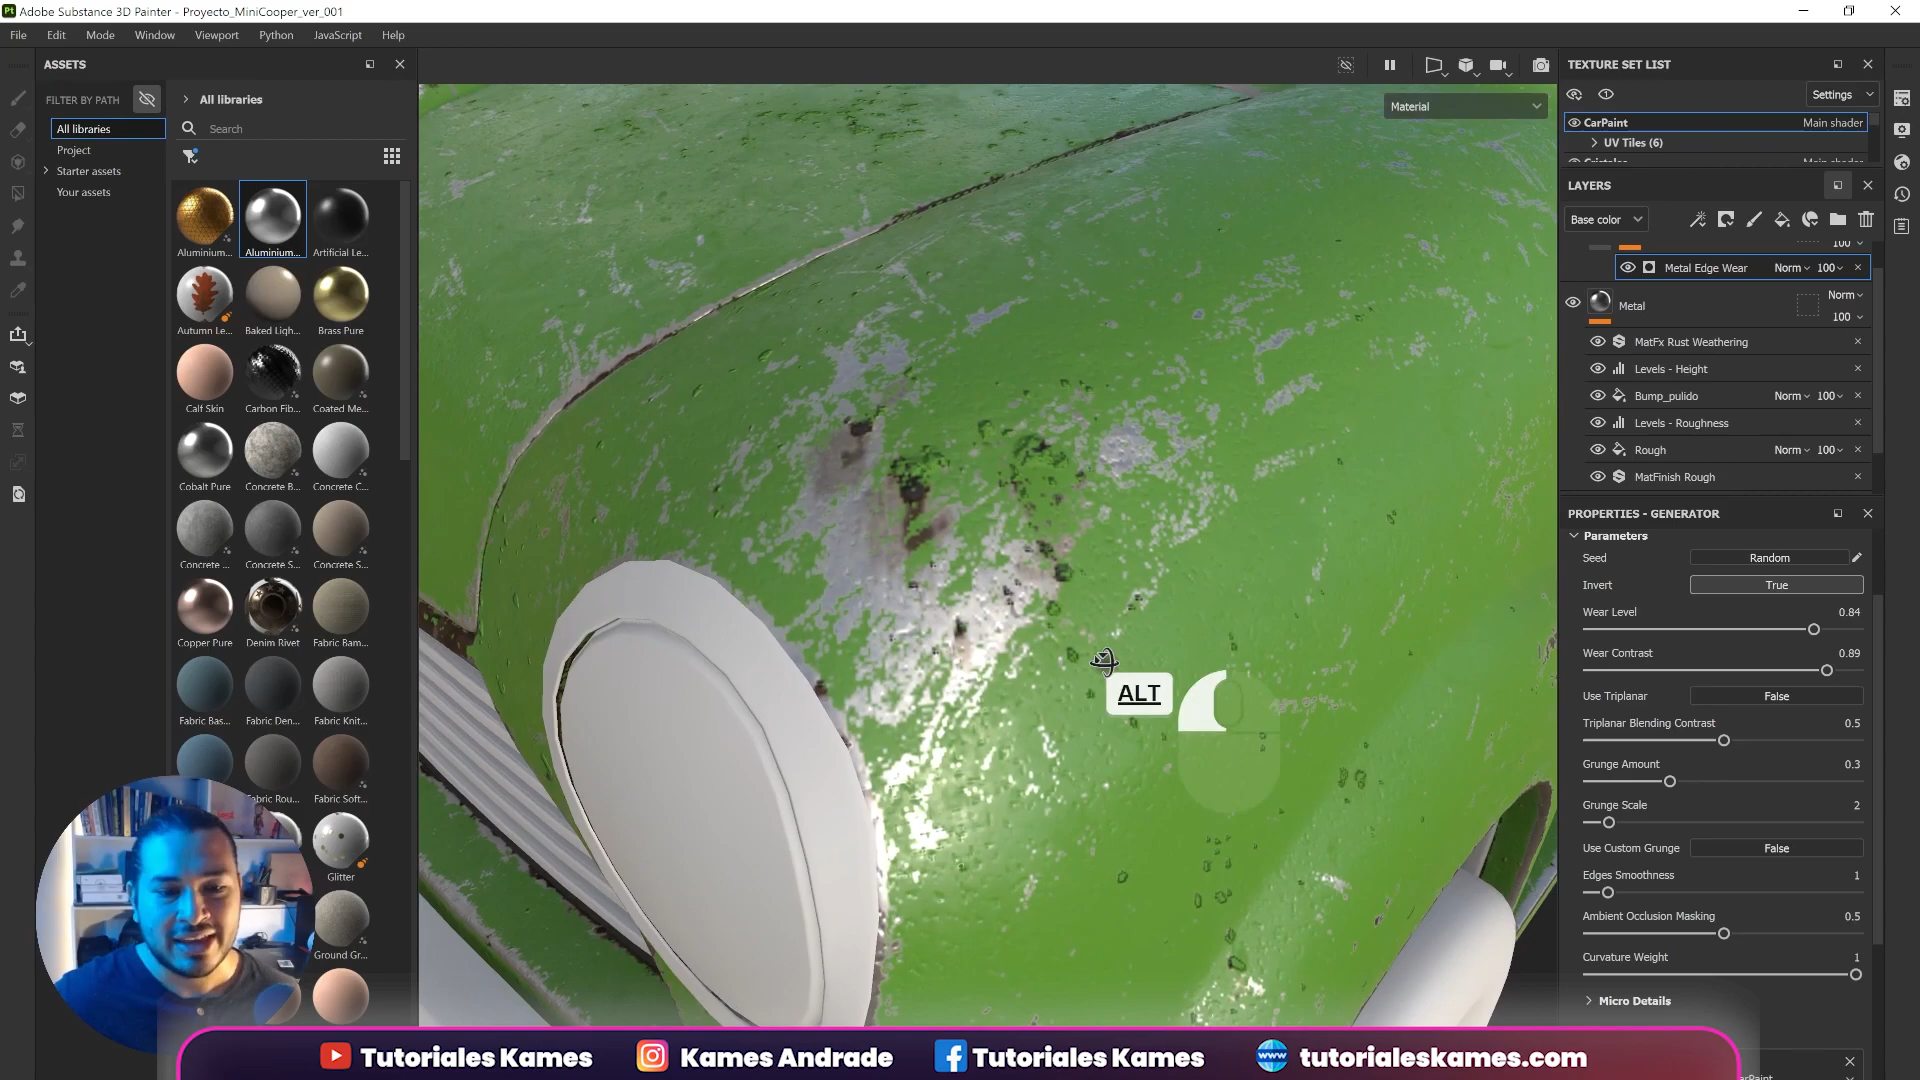 Adobe Substance 3D Painter - Proyecto_MiniCooper_ver_001
File Edit Mode Window Viewport Python JavaScript Help
ASSETS
FILTER BY PATH
All libraries
Project
Starter assets
Your assets
All libraries
Search
Aluminium... Aluminium... Artificial Le...
Autumn Le... Baked Ligh... Brass Pure
Calf Skin Carbon Fib... Coated Me...
Cobalt Pure Concrete B... Concrete C...
Concrete ... Concrete S... Concrete S...
Copper Pure Denim Rivet Fabric Bam...
Fabric Bas... Fabric Den... Fabric Knit...
Fabric Rou... Fabric Soft...
Glitter
Ground Gr...
Material
ALT
TEXTURE SET LIST
Settings
CarPaint Main shader
UV Tiles (6)
LAYERS
Base color
100
Metal Edge Wear Norm 100
Metal Norm
100
MatFx Rust Weathering
Levels - Height
Bump_pulido Norm 100
Levels - Roughness
Rough Norm 100
MatFinish Rough
PROPERTIES - GENERATOR
Parameters
Seed Random
Invert True
Wear Level 0.84
Wear Contrast 0.89
Use Triplanar False
Triplanar Blending Contrast 0.5
Grunge Amount 0.3
Grunge Scale 2
Use Custom Grunge False
Edges Smoothness 1
Ambient Occlusion Masking 0.5
Curvature Weight 1
Micro Details
Tutoriales Kames Kames Andrade Tutoriales Kames www tutorialeskames.com